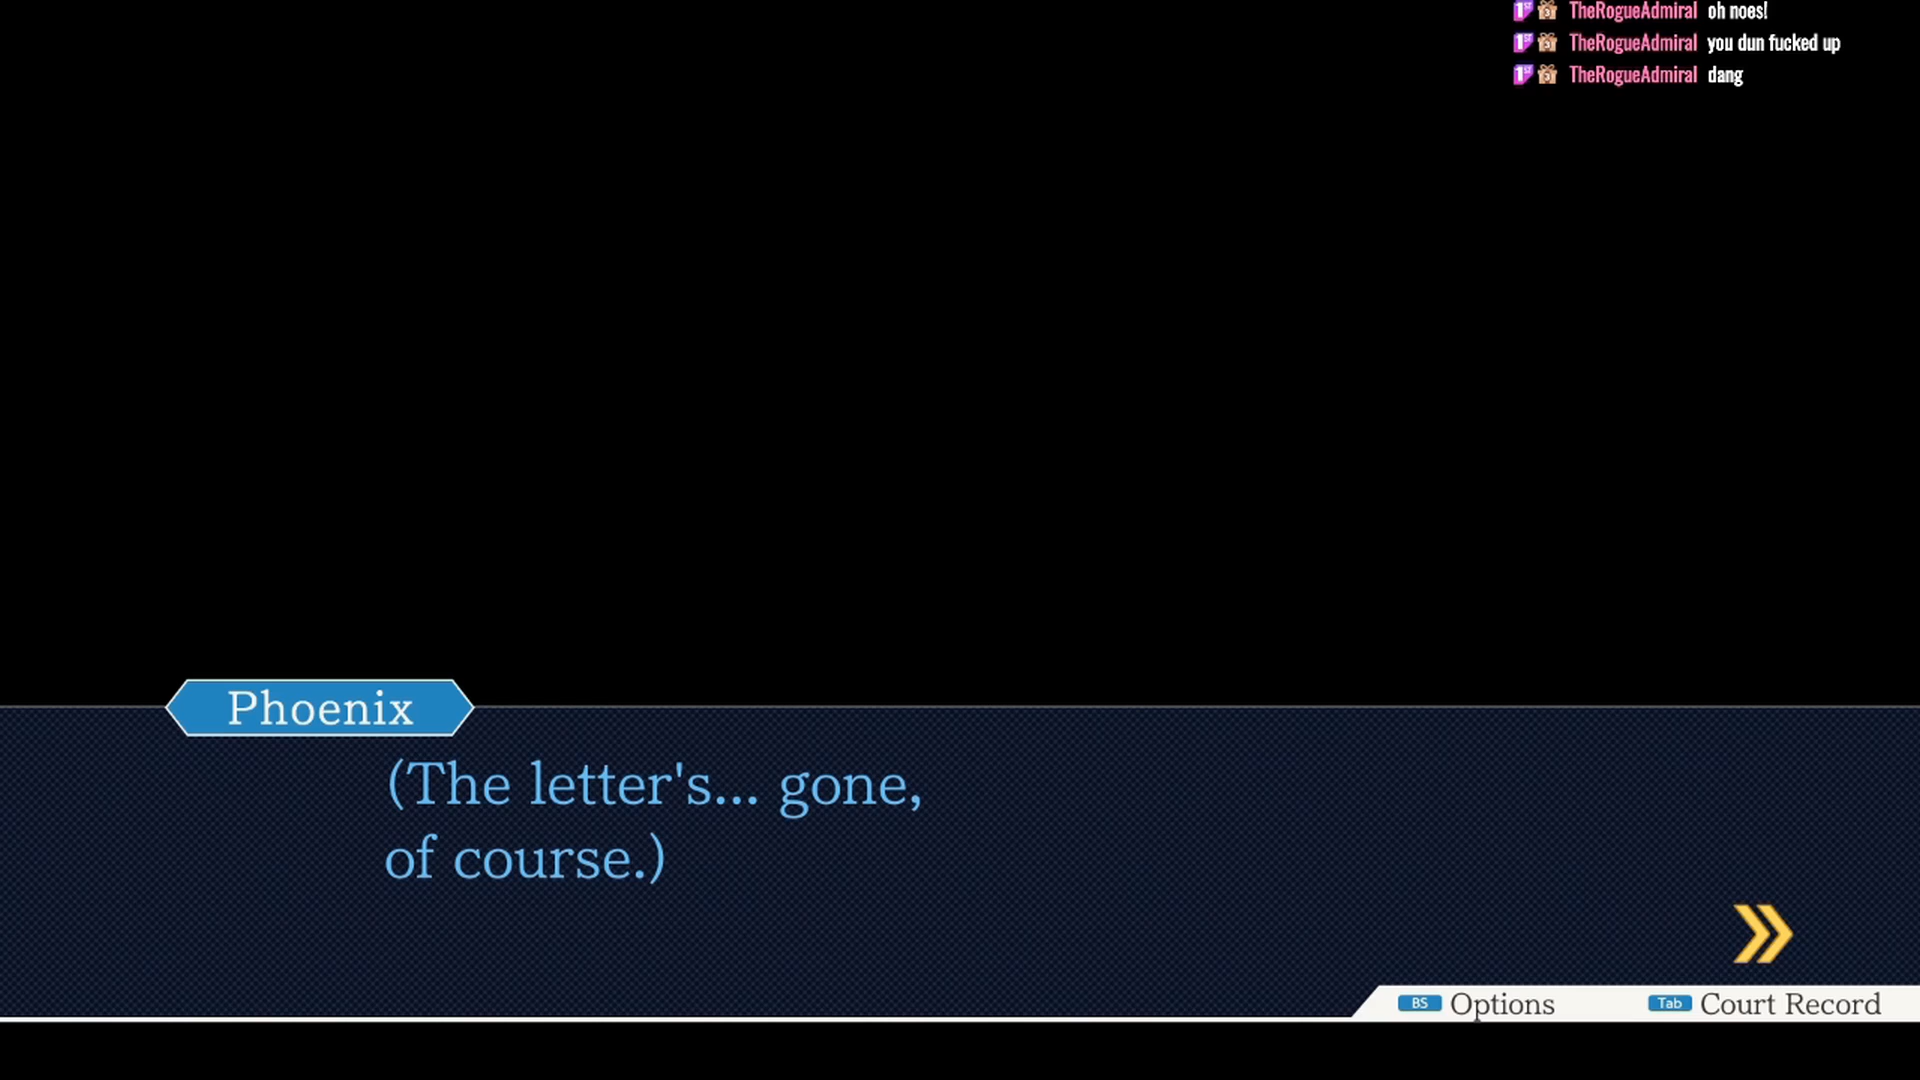 TheRogueAdmiral oh noes!
TheRogueAdmiral you dun fucked up
TheRogueAdmiral dang
Phoenix
(The letter's... gone,
of course.)
BS Options Tab Court Record